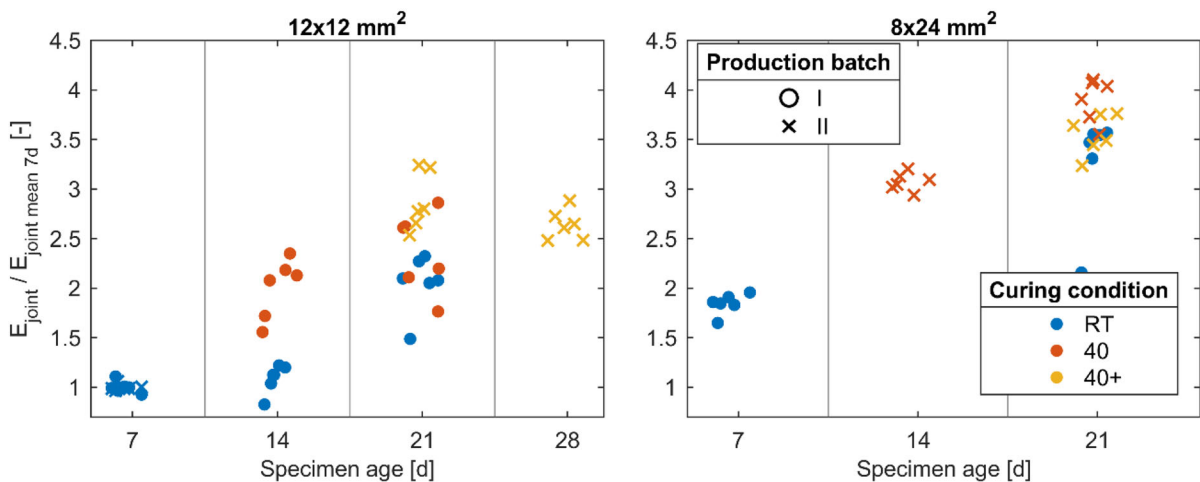 12x12 mm²
4.5
4
3.5
3
2.5
2
1.5
1
E_joint / E_joint mean 7d [-]
7 14 21 28
Specimen age [d]
8x24 mm²
4.5
4
3.5
3
2.5
2
1.5
1
Production batch
I
II
Curing condition
RT
40
40+
7 14 21
Specimen age [d]